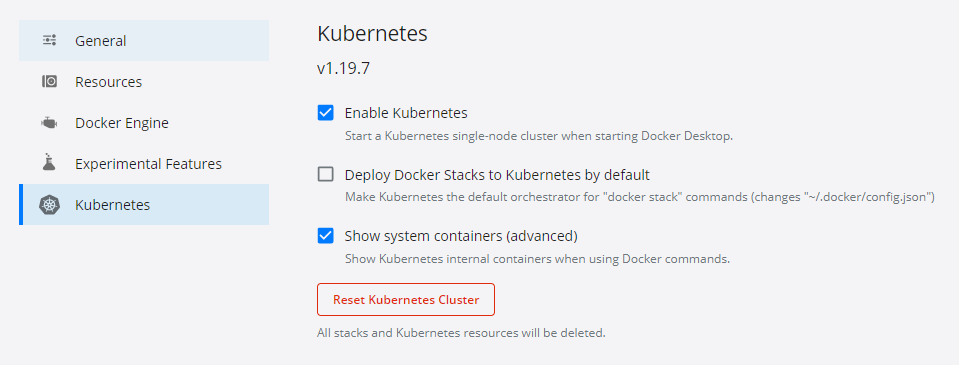 General
Resources
Docker Engine
Experimental Features
Kubernetes
Kubernetes
v1.19.7
Enable Kubernetes
Start a Kubernetes single-node cluster when starting Docker Desktop.
Deploy Docker Stacks to Kubernetes by default
Make Kubernetes the default orchestrator for "docker stack" commands (changes "~/.docker/config.json")
Show system containers (advanced)
Show Kubernetes internal containers when using Docker commands.
Reset Kubernetes Cluster
All stacks and Kubernetes resources will be deleted.